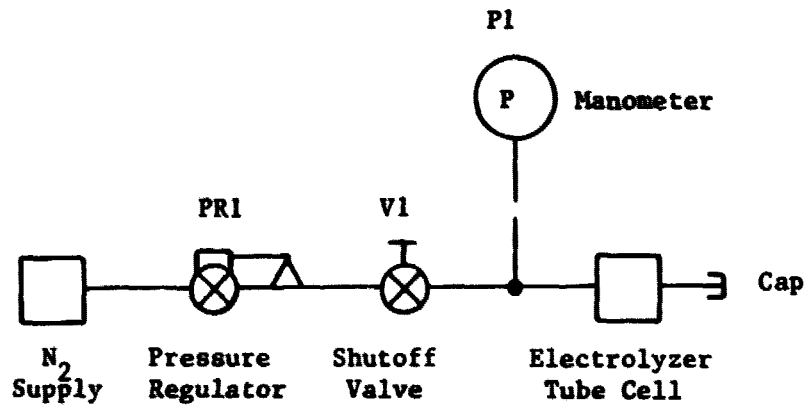 P1
P Manometer
PR1 V1
Cap
N2 Pressure Shutoff Electrolyzer
Supply Regulator Valve Tube Cell